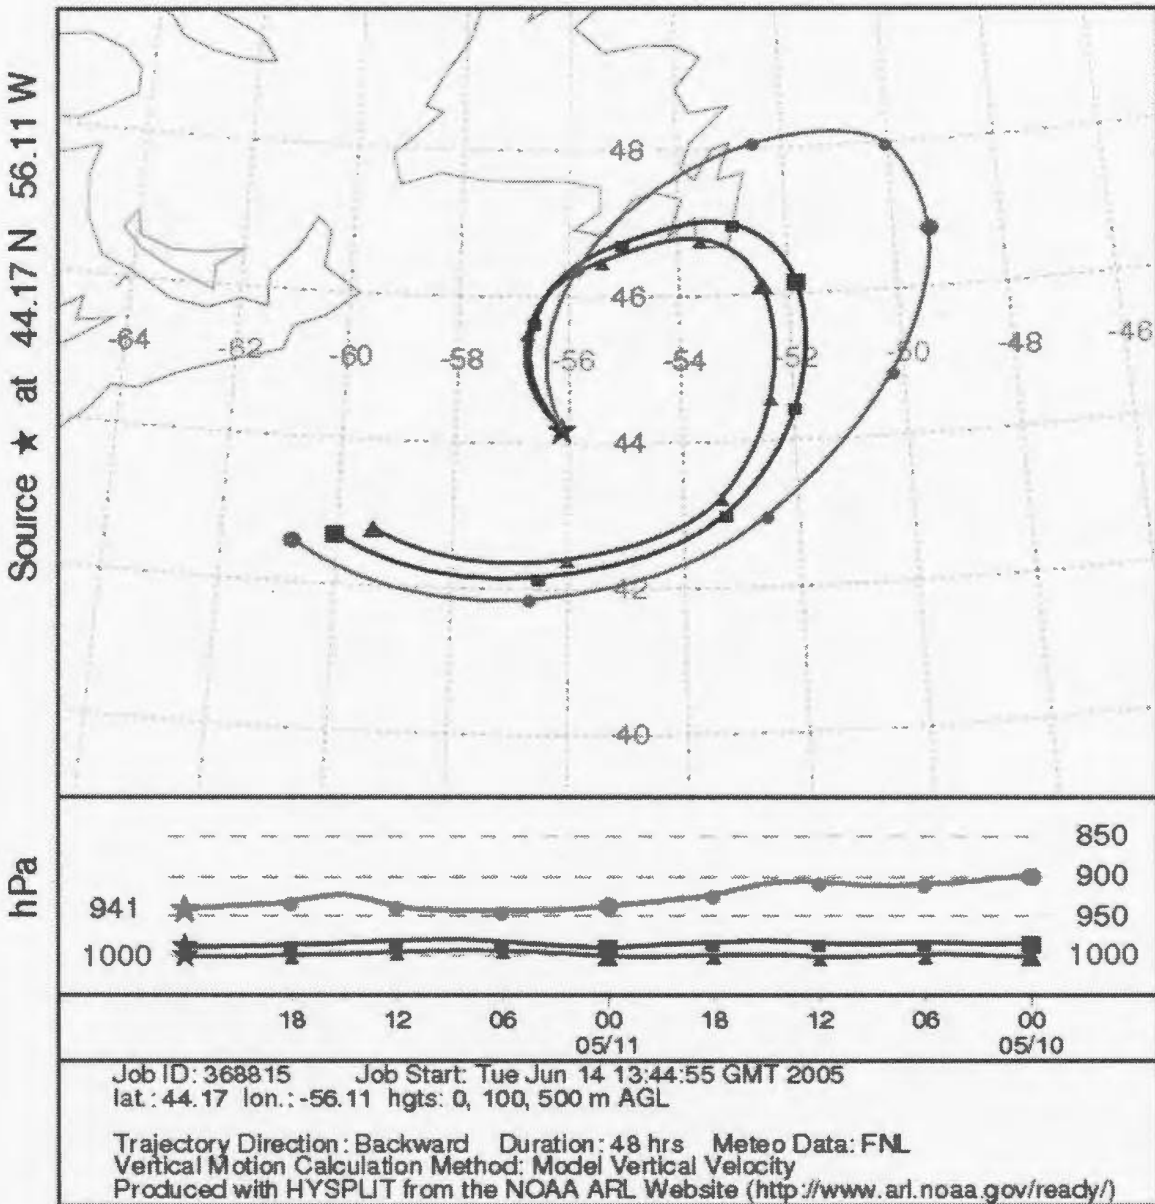 Source ★ at 44.17 N 56.11 W
48
46
-64 -62 -60 -58 -56 -54 -52 -50 -48 -46
44
42
40
hPa
850
900
941
950
1000 1000
18 12 06 00 18 12 06 00
05/11 05/10
Job ID: 368815 Job Start: Tue Jun 14 13:44:55 GMT 2005
lat.: 44.17 lon.: -56.11 hgts: 0, 100, 500 m AGL
Trajectory Direction: Backward Duration: 48 hrs Meteo Data: FNL
Vertical Motion Calculation Method: Model Vertical Velocity
Produced with HYSPLIT from the NOAA ARL Website (http://www.arl.noaa.gov/ready/)